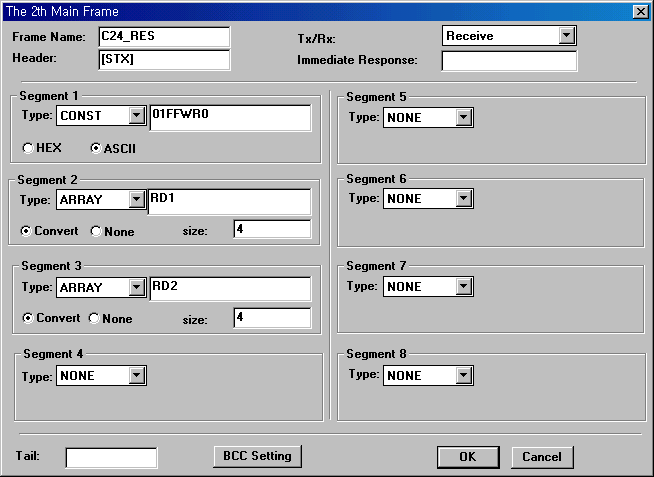 The 2th Main Frame
Frame Name: C24_RES
Tx/Rx: Receive
Header: [STX]
Immediate Response:
Segment 1
Type: CONST 01FFWR0
HEX ASCII
Segment 2
Type: ARRAY RD1
Convert None size: 4
Segment 3
Type: ARRAY RD2
Convert None size: 4
Segment 4
Type: NONE
Segment 5
Type: NONE
Segment 6
Type: NONE
Segment 7
Type: NONE
Segment 8
Type: NONE
Tail:
BCC Setting
OK
Cancel